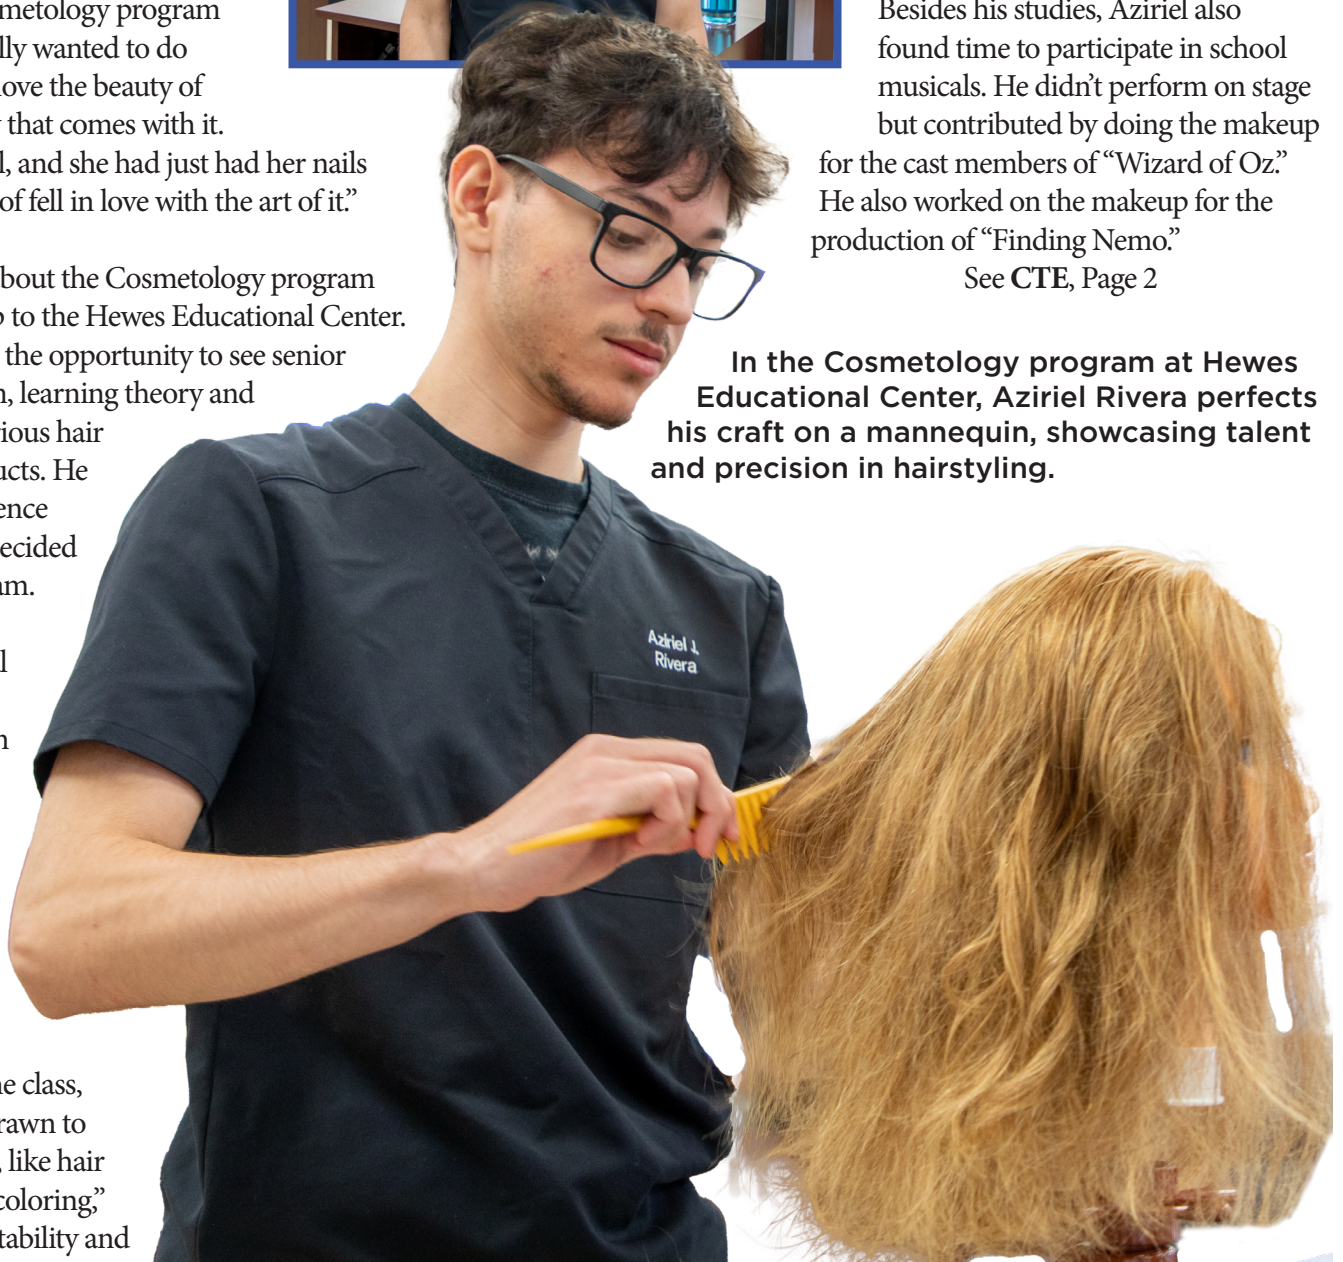 metology program
lly wanted to do
love the beauty of
that comes with it.
l, and she had just had her nails
of fell in love with the art of it.”
bout the Cosmetology program
p to the Hewes Educational Center.
the opportunity to see senior
n, learning theory and
rious hair
ucts. He
ence
ecided
am.
l
n
ne class,
rawn to
, like hair
coloring,”
tability and
Besides his studies, Aziriel also
found time to participate in school
musicals. He didn’t perform on stage
but contributed by doing the makeup
for the cast members of “Wizard of Oz.”
He also worked on the makeup for the
production of “Finding Nemo.”
See CTE, Page 2
In the Cosmetology program at Hewes
Educational Center, Aziriel Rivera perfects
his craft on a mannequin, showcasing talent
and precision in hairstyling.
Aziriel J.
Rivera